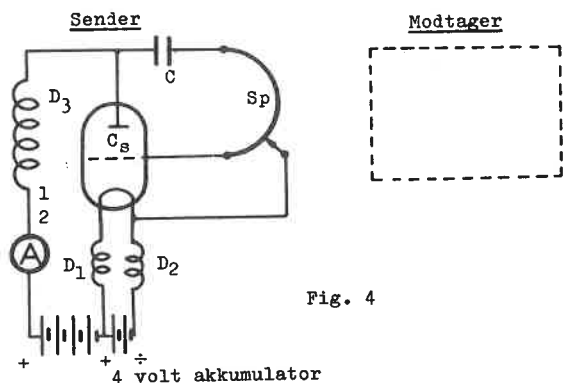 Sender
Modtager
C
D3
Sp
Cs
1
2
A
D1
D2
Fig. 4
+ + ÷
4 volt akkumulator